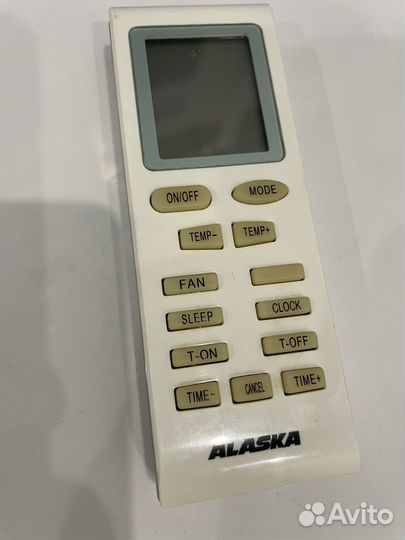 ON/OFF MODE
TEMP- TEMP+
FAN
SLEEP CLOCK
T-ON T-OFF
TIME- CANCEL TIME+
ALASKA
Avito